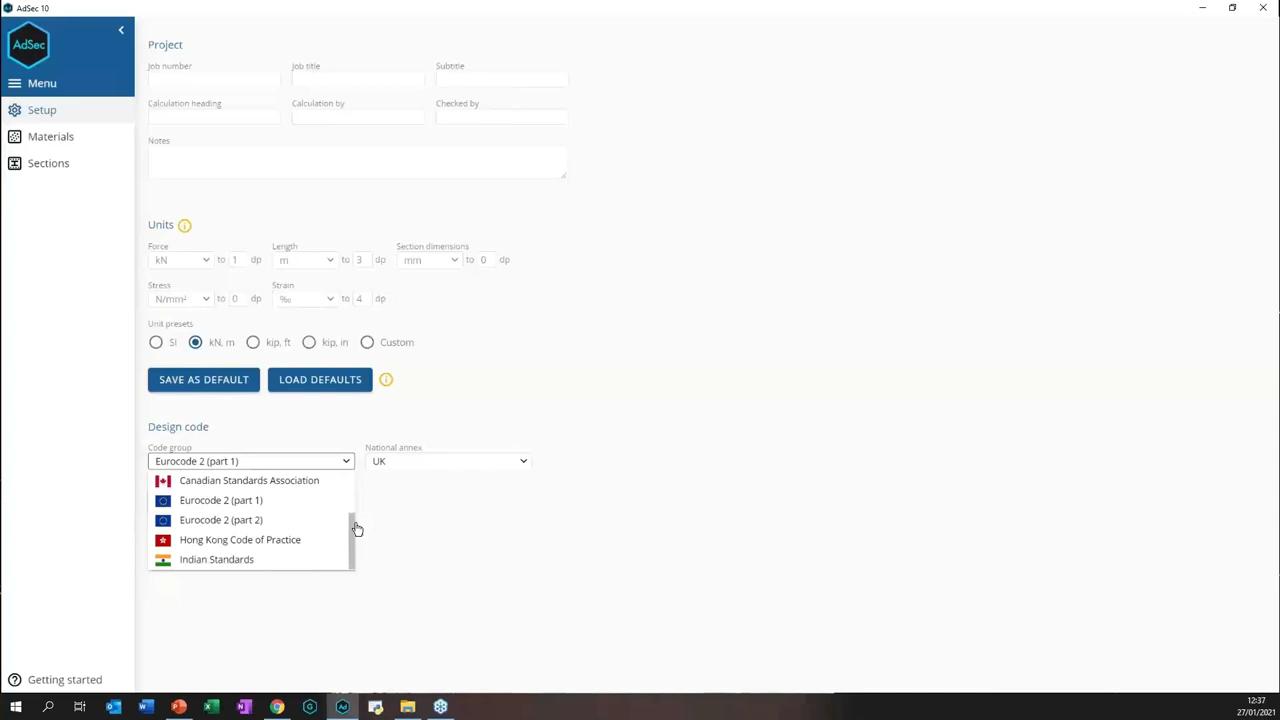 AdSec 10
AdSec
Menu
Setup
Materials
Sections
Getting started
Project
Job number Job title Subtitle
Calculation heading Calculation by Checked by
Notes
Units
Force Length Section dimensions
kN to 1 dp m to 3 dp mm to 0 dp
Stress Strain
N/mm² to 0 dp ‰ to 4 dp
Unit presets
SI kN, m kip, ft kip, in Custom
SAVE AS DEFAULT LOAD DEFAULTS
Design code
Code group National annex
Eurocode 2 (part 1) UK
Canadian Standards Association
Eurocode 2 (part 1)
Eurocode 2 (part 2)
Hong Kong Code of Practice
Indian Standards
12:37
27/01/2021